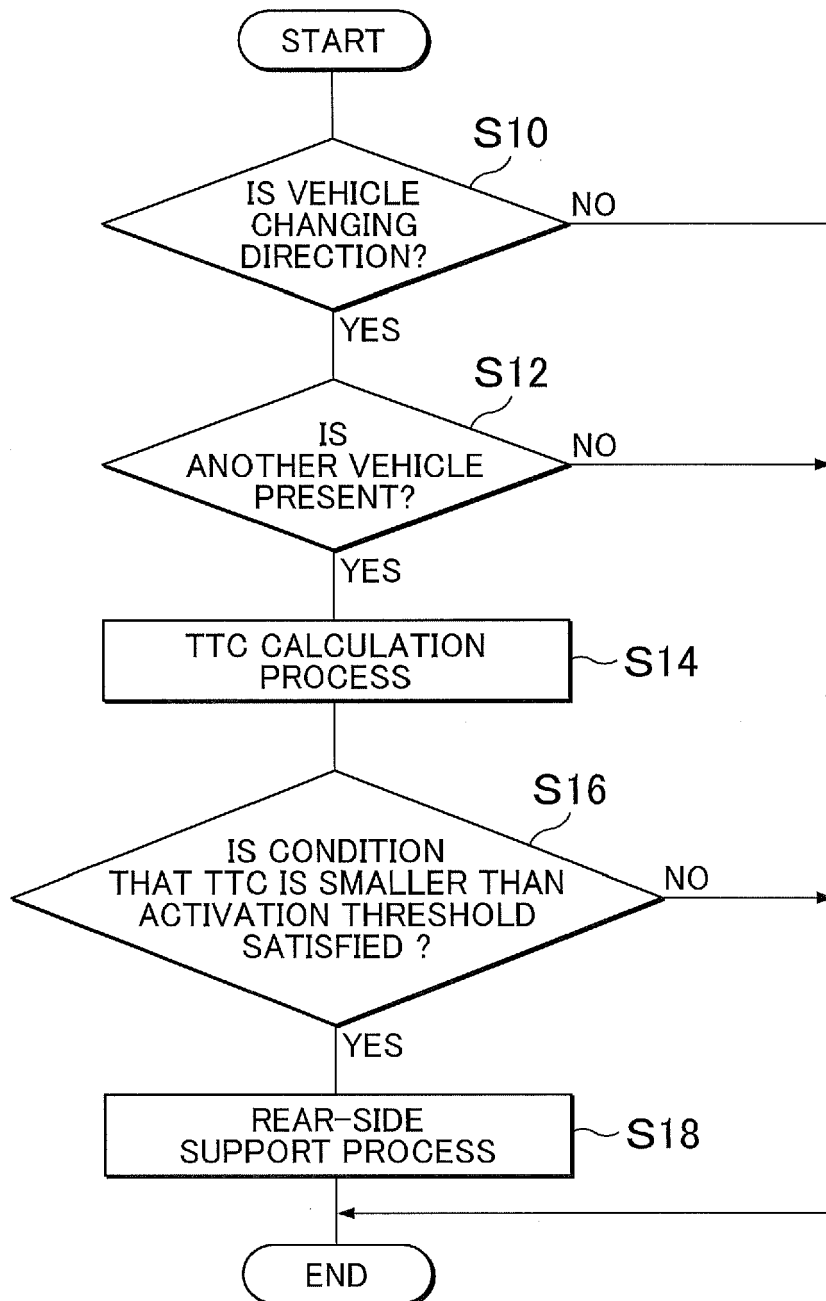 START
S10
IS VEHICLE
CHANGING
DIRECTION?
NO
YES
S12
IS
ANOTHER VEHICLE
PRESENT?
NO
YES
TTC CALCULATION
PROCESS
S14
S16
IS CONDITION
THAT TTC IS SMALLER THAN
ACTIVATION THRESHOLD
SATISFIED ?
NO
YES
REAR-SIDE
SUPPORT PROCESS
S18
END